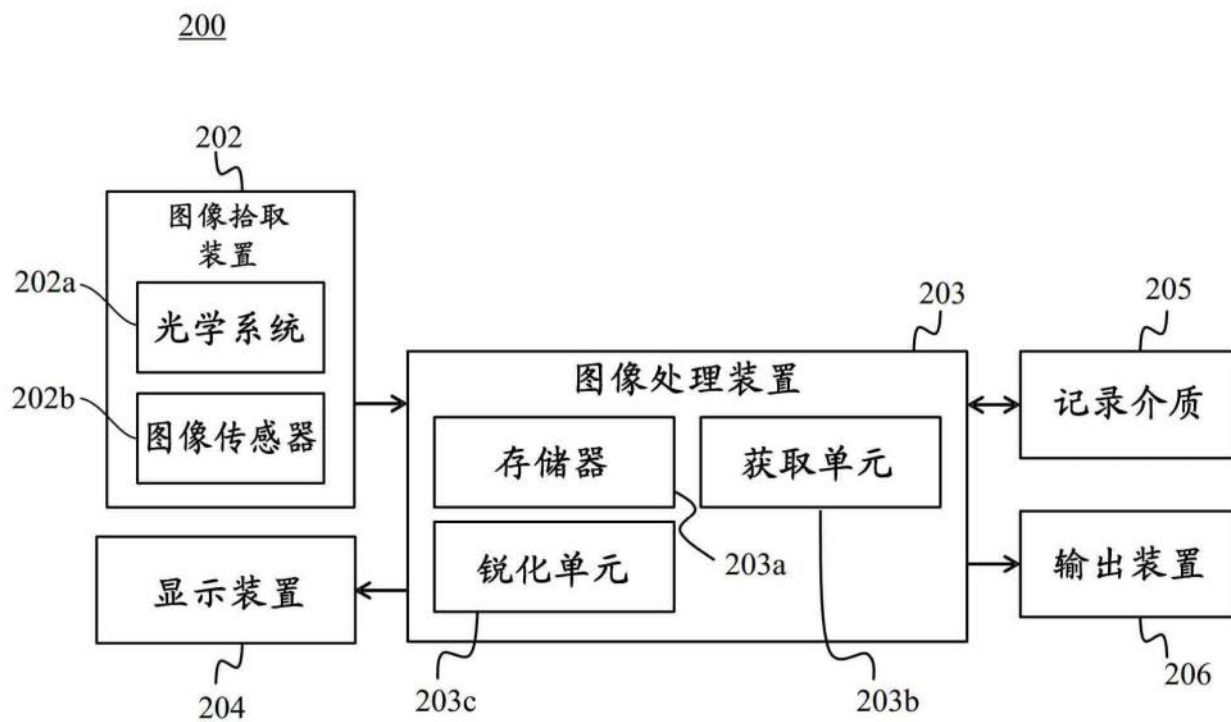 200
202
图像拾取
装置
202a
光学系统
202b
图像传感器
203
图像处理装置
存储器
获取单元
锐化单元
203a
203c
203b
205
记录介质
输出装置
206
显示装置
204